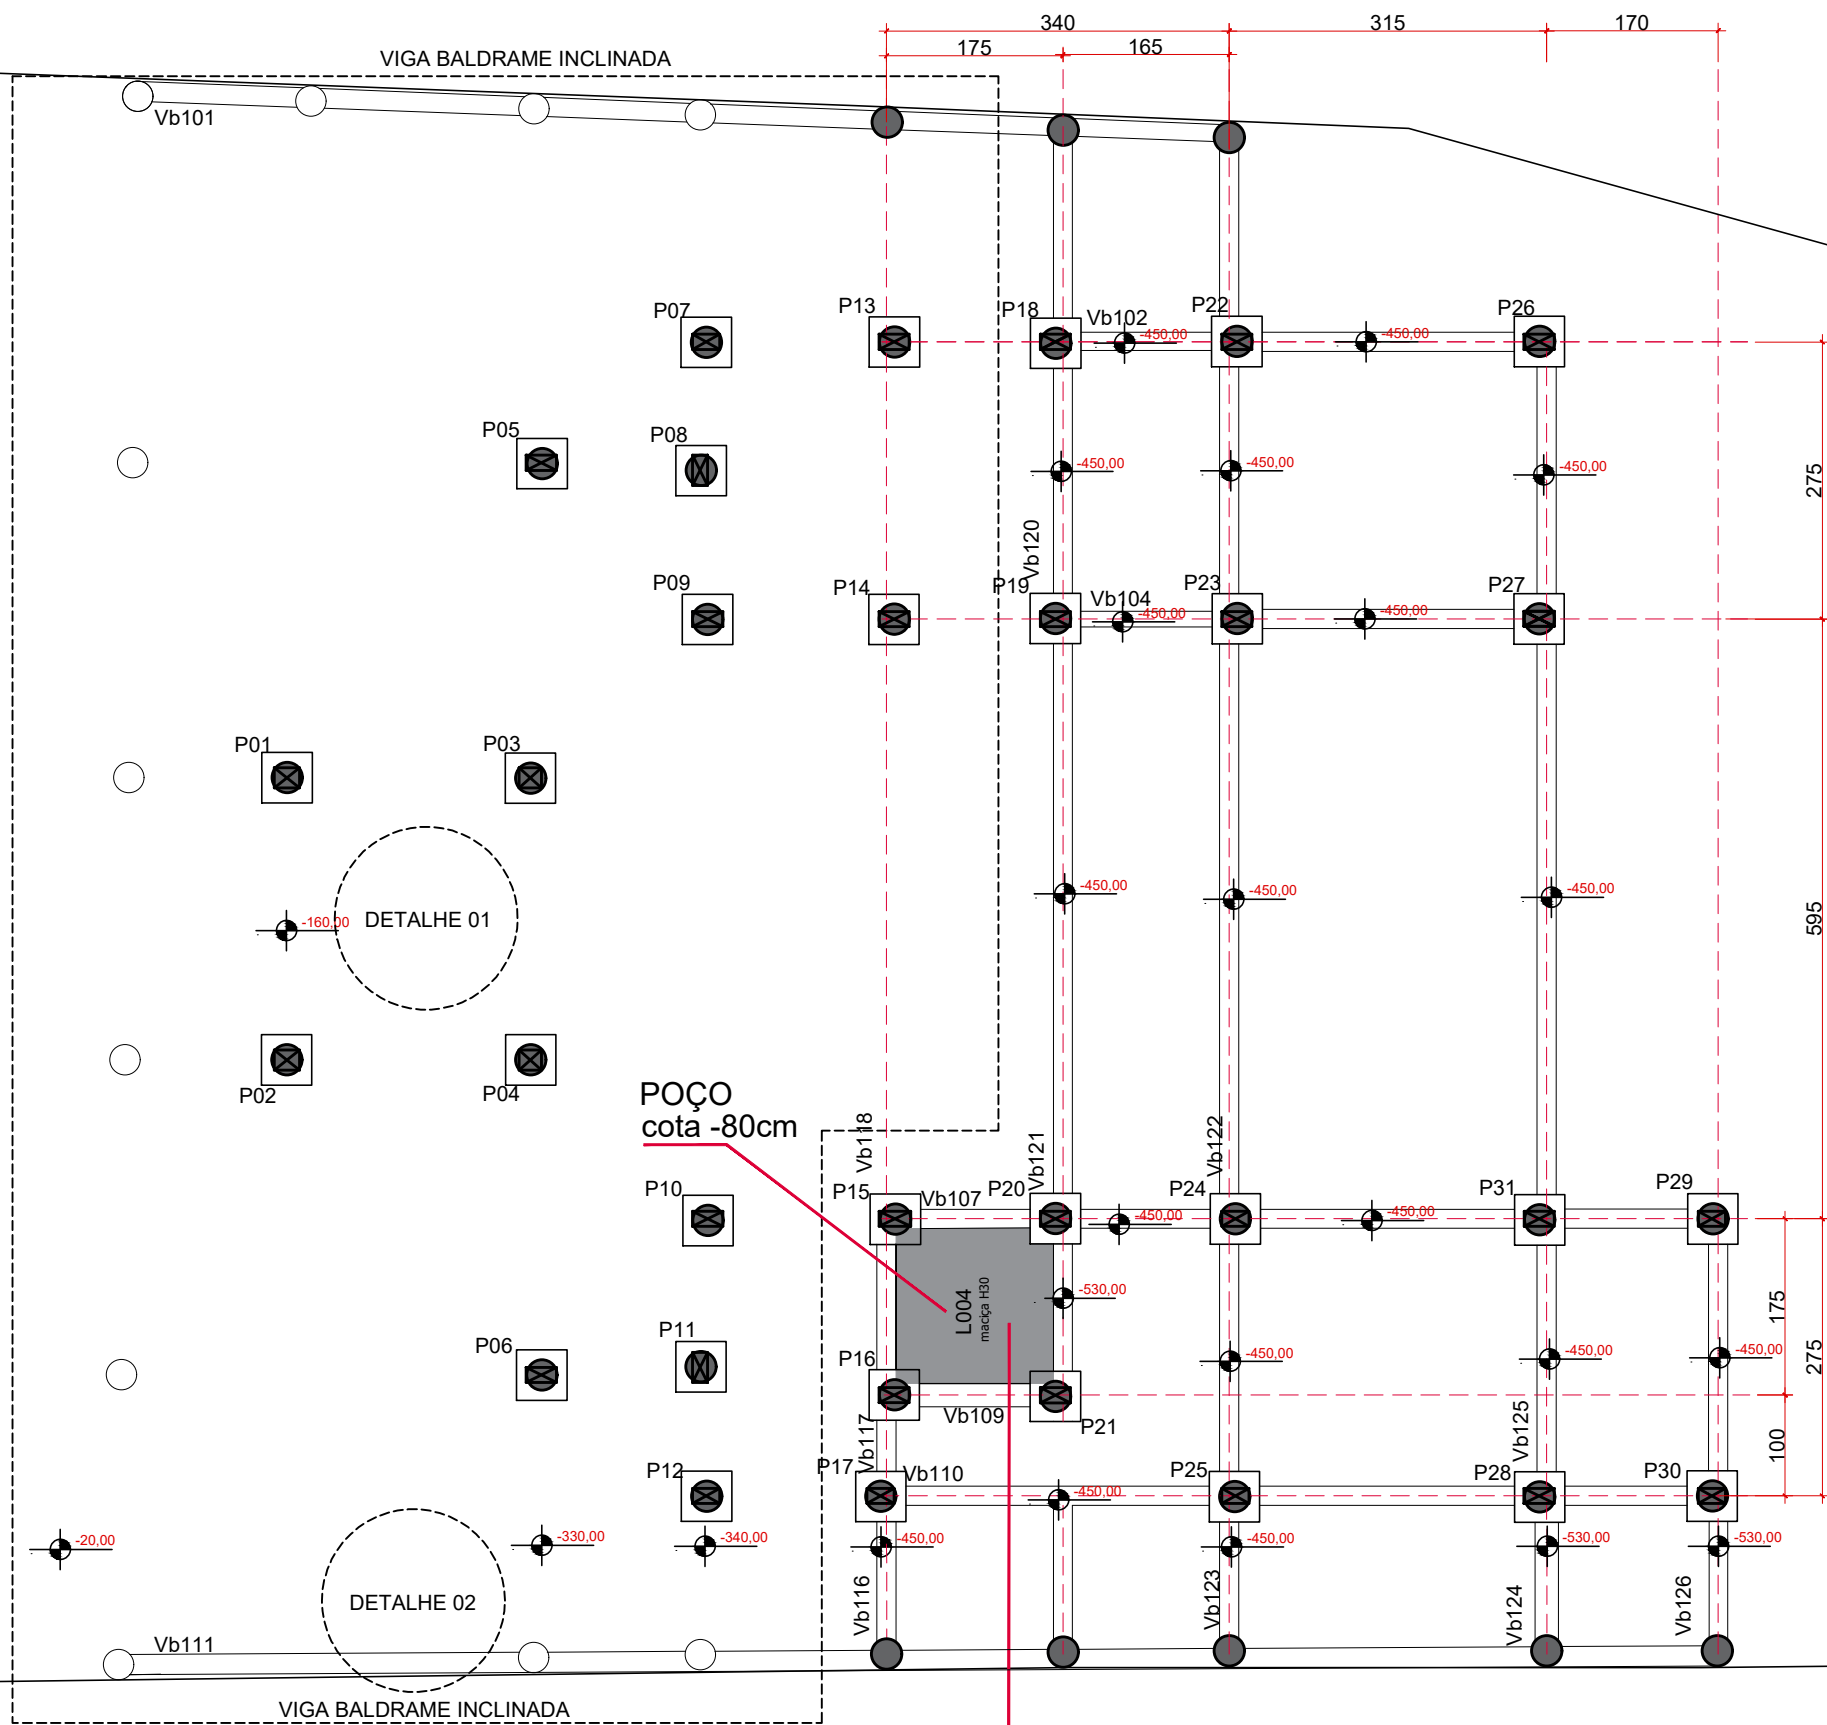 340
315
170
175
165
VIGA BALDRAME INCLINADA
Vb101
P07
P13
P18
Vb102
P22
P26
-450,00
-450,00
P05
P08
-450,00
-450,00
-450,00
275
Vb120
P09
P14
P19
Vb104
P23
P27
-450,00
-450,00
P01
P03
-450,00
-450,00
-450,00
595
-160,00
DETALHE 01
P02
P04
POÇO
cota -80cm
Vb118
Vb121
Vb122
P10
P15
Vb107
P20
P24
P31
P29
-450,00
-450,00
L004
maciça H30
-530,00
175
275
P06
P11
P16
-450,00
-450,00
-450,00
Vb109
P21
Vb117
Vb125
100
P12
P17
Vb110
P25
P28
P30
-450,00
-20,00
-330,00
-340,00
-450,00
-450,00
-530,00
-530,00
DETALHE 02
Vb116
Vb123
Vb124
Vb126
Vb111
VIGA BALDRAME INCLINADA